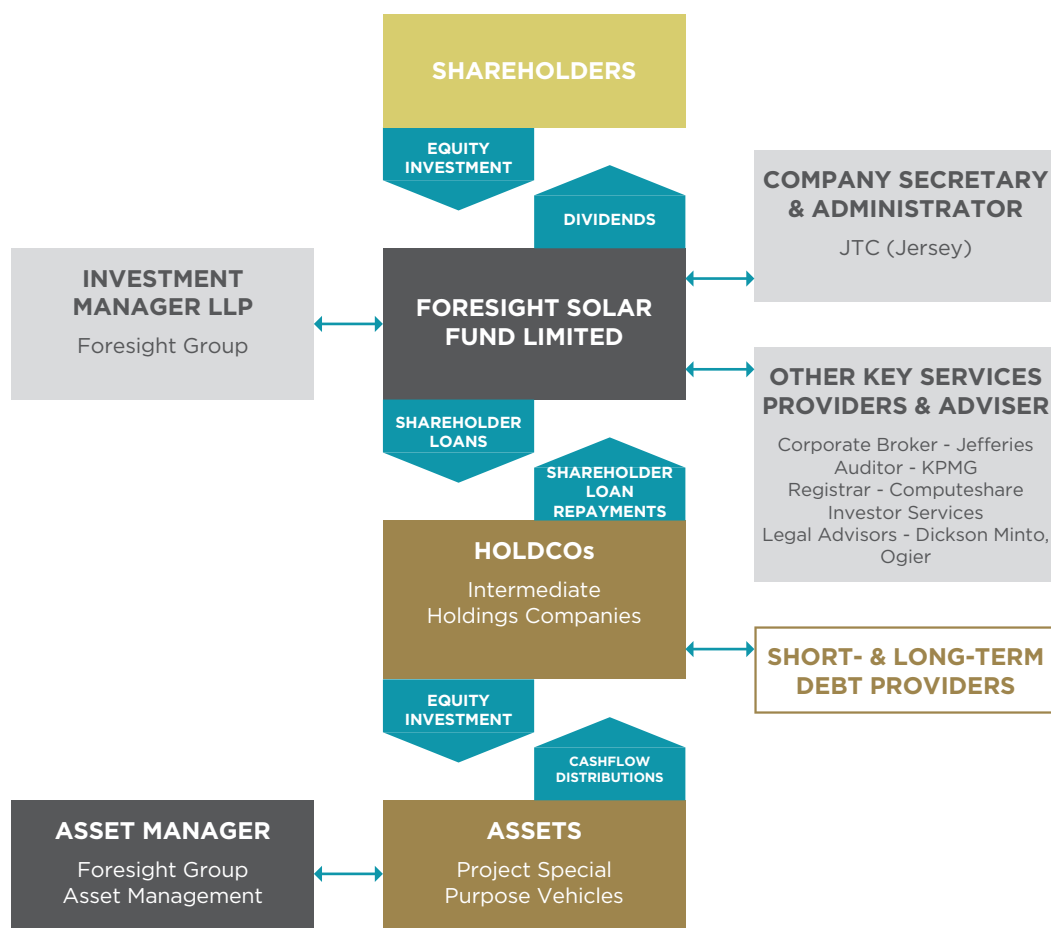 SHAREHOLDERS
EQUITY
INVESTMENT
DIVIDENDS
COMPANY SECRETARY
& ADMINISTRATOR
JTC (Jersey)
INVESTMENT
MANAGER LLP
Foresight Group
FORESIGHT SOLAR
FUND LIMITED
OTHER KEY SERVICES
PROVIDERS & ADVISER
Corporate Broker - Jefferies
Auditor - KPMG
Registrar - Computeshare
Investor Services
Legal Advisors - Dickson Minto,
Ogier
SHAREHOLDER
LOANS
SHAREHOLDER
LOAN
REPAYMENTS
HOLDCOs
Intermediate
Holdings Companies
SHORT- & LONG-TERM
DEBT PROVIDERS
EQUITY
INVESTMENT
CASHFLOW
DISTRIBUTIONS
ASSET MANAGER
Foresight Group
Asset Management
ASSETS
Project Special
Purpose Vehicles